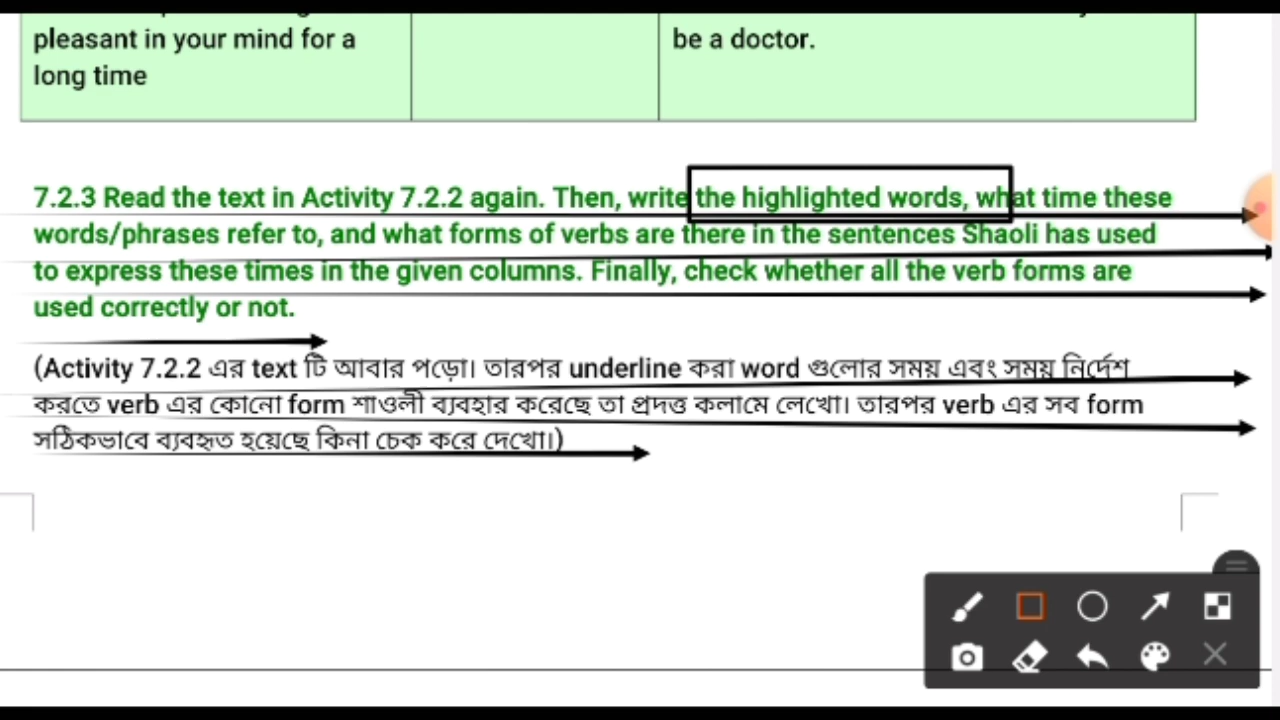 pleasant in your mind for a
be a doctor.
long time
7.2.3 Read the text in Activity 7.2.2 again. Then, write the highlighted words, what time these
words/phrases refer to, and what forms of verbs are there in the sentences Shaoli has used
to express these times in the given columns. Finally, check whether all the verb forms are
used correctly or not.
(Activity 7.2.2 এর text টি আবার পড়ো। তারপর underline করা word গুলোর সময় এবং সময় নির্দেশ
করতে verb এর কোনো form শাওলী ব্যবহার করেছে তা প্রদত্ত কলামে লেখো। তারপর verb এর সব form
সঠিকভাবে ব্যবহৃত হয়েছে কিনা চেক করে দেখো।)